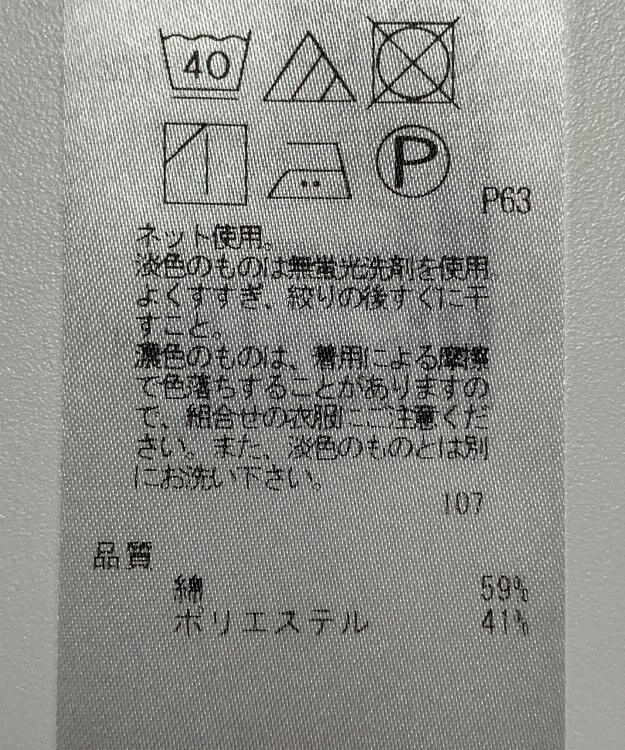 40
P
P63
ネット使用。
淡色のものは無蛍光洗剤を使用。
よくすすぎ、絞りの後すぐに干
すこと。
濃色のものは、着用による摩擦
で色落ちすることがありますの
で、組合せの衣服にご注意くだ
さい。また、淡色のものとは別
にお洗い下さい。
107
品質
綿 59%
ポリエステル 41%